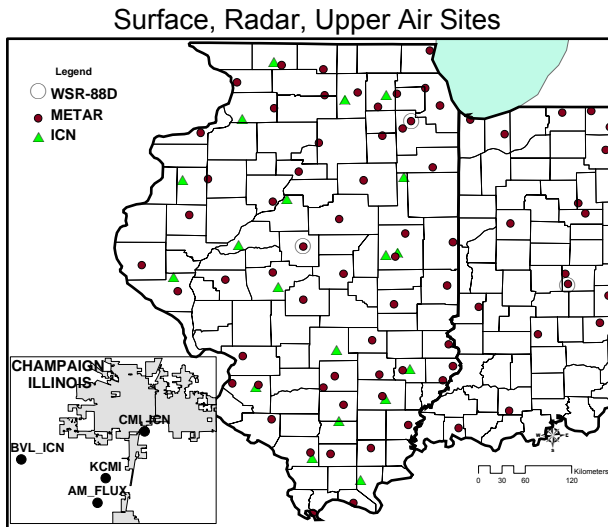 Surface, Radar, Upper Air Sites
Legend
WSR-88D
METAR
ICN
CHAMPAIGN
ILLINOIS
CMI_ICN
BVL_ICN
KCMI
AM_FLUX
Kilometers
0 30 60 120